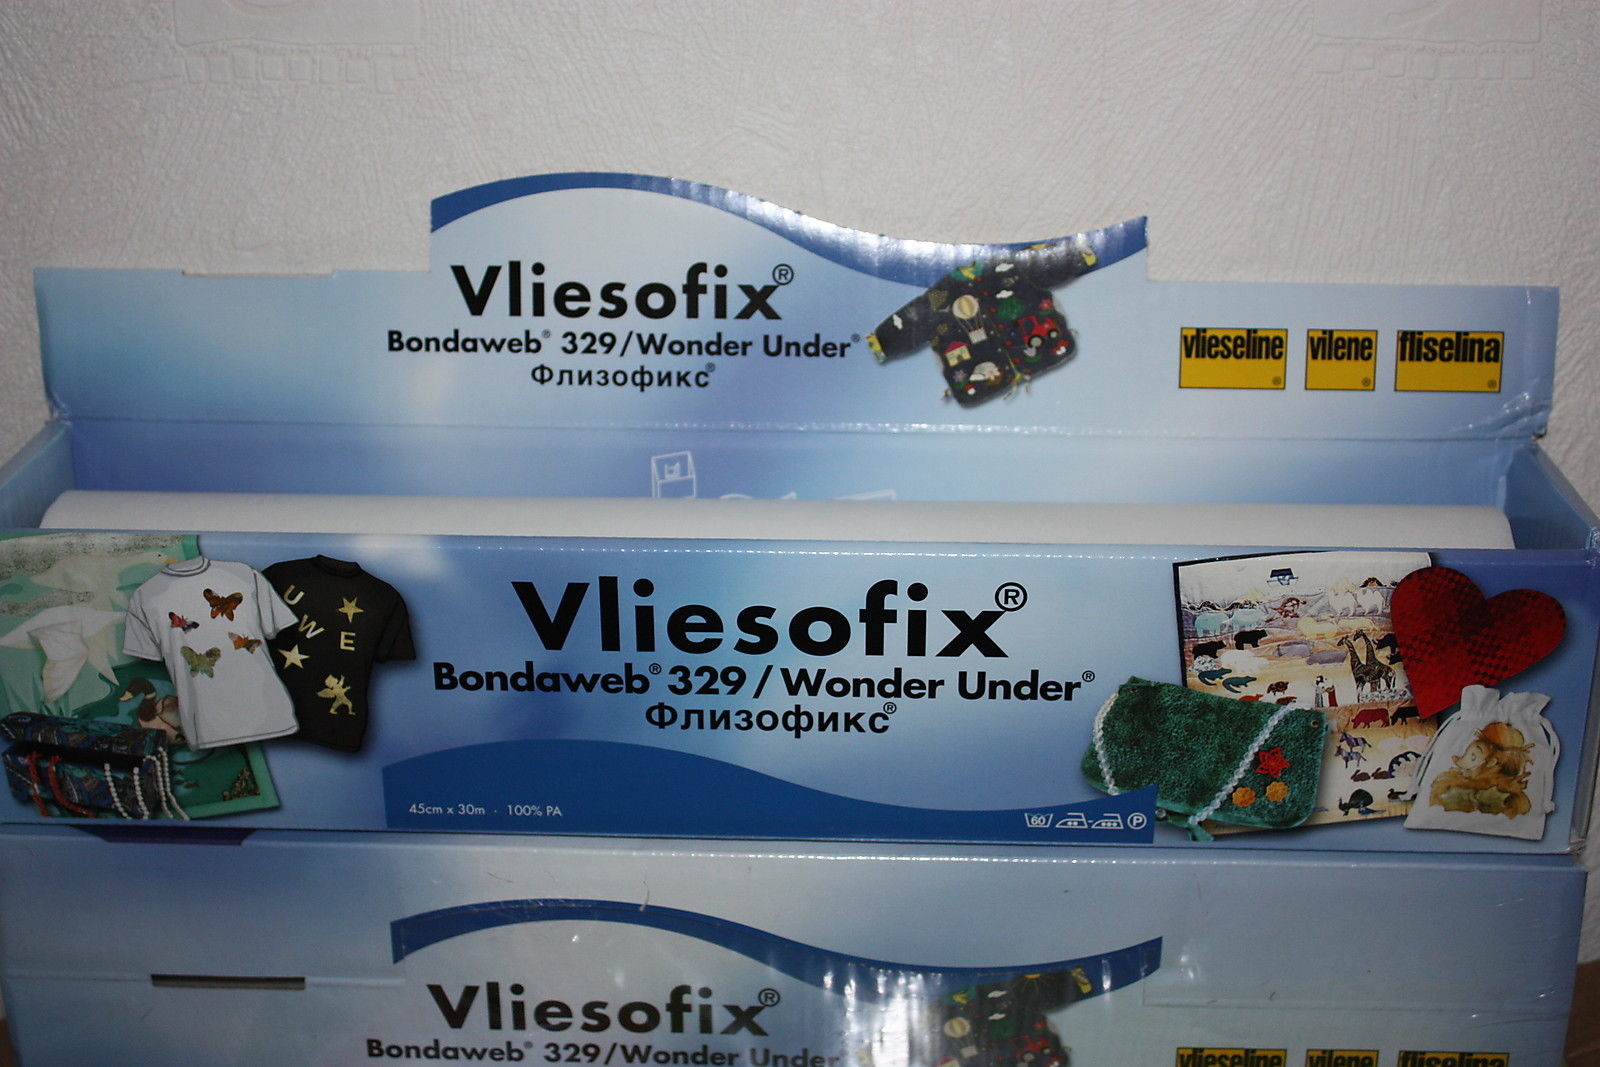 Vliesofix®
Bondaweb® 329/Wonder Under®
Флизофикс®
vlieseline® vilene® fliselina®
U
W E
Vliesofix®
Bondaweb® 329/Wonder Under®
Флизофикс®
45cm x 30m · 100% PA
60 P
Vliesofix®
Bondaweb® 329/Wonder Under®
vlieseline vilene fliselina